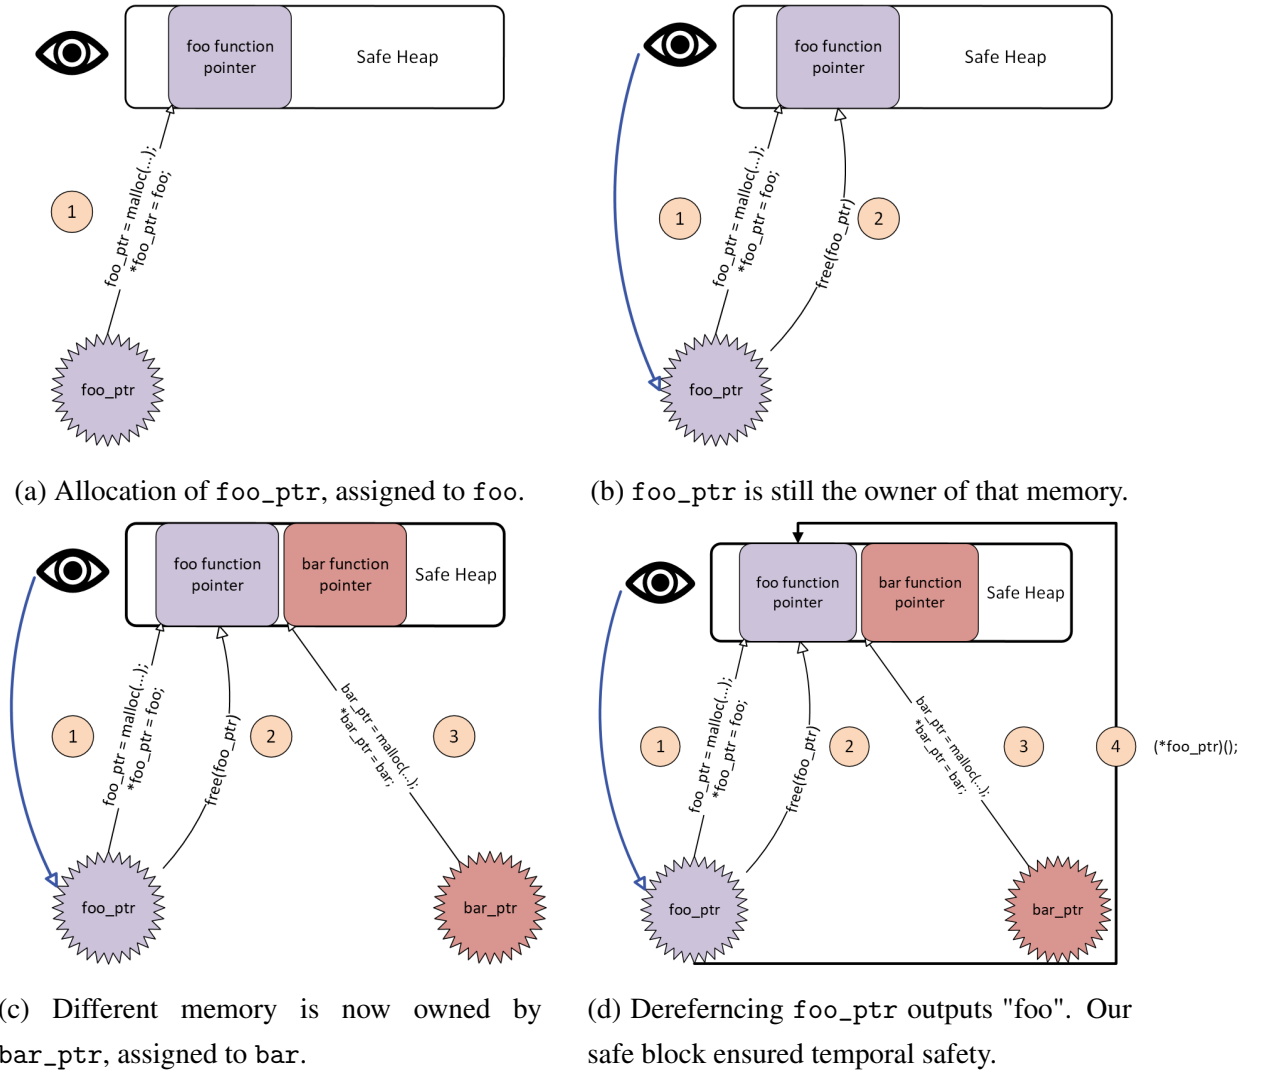 foo function
pointer
Safe Heap
1
foo_ptr = malloc(...);
*foo_ptr = foo;
foo_ptr
(a) Allocation of foo_ptr, assigned to foo.
foo function
pointer
Safe Heap
1
foo_ptr = malloc(...);
*foo_ptr = foo;
free(foo_ptr)
2
foo_ptr
(b) foo_ptr is still the owner of that memory.
foo function
pointer
bar function
pointer
Safe Heap
1
foo_ptr = malloc(...);
*foo_ptr = foo;
free(foo_ptr)
2
bar_ptr = malloc(...);
*bar_ptr = bar;
3
foo_ptr
bar_ptr
(c) Different memory is now owned by
bar_ptr, assigned to bar.
foo function
pointer
bar function
pointer
Safe Heap
1
foo_ptr = malloc(...);
*foo_ptr = foo;
free(foo_ptr)
2
bar_ptr = malloc(...);
*bar_ptr = bar;
3
4
(*foo_ptr)();
foo_ptr
bar_ptr
(d) Dereferncing foo_ptr outputs "foo". Our
safe block ensured temporal safety.